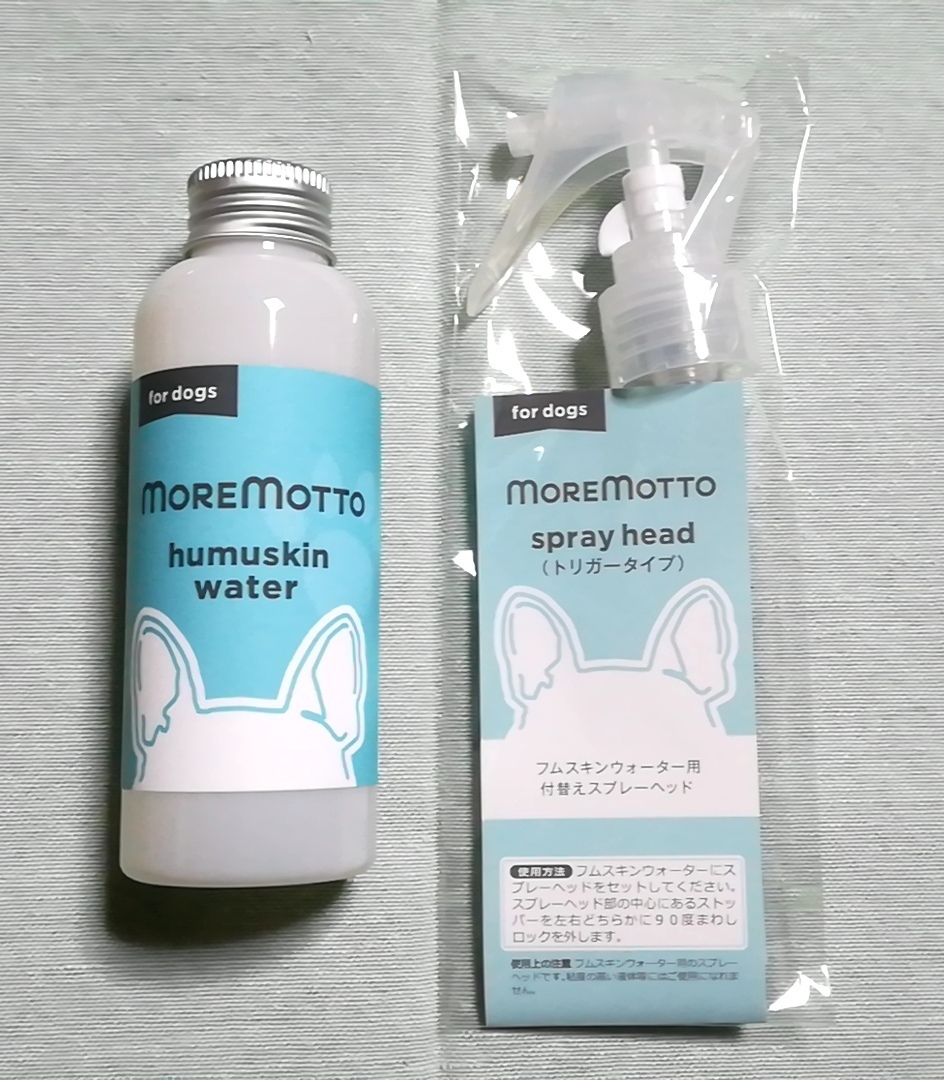 for dogs
MOREMOTTO
humuskin
water
for dogs
MOREMOTTO
spray head
（トリガータイプ）
フムスキンウォーター用
付替えスプレーヘッド
使用方法 フムスキンウォーターにス
プレーヘッドをセットしてください。
スプレーヘッド部の中心にあるストッ
パーを左右どちらかに９０度まわし
ロックを外します。
使用上の注意 フムスキンウォーター用のスプレー
ヘッドです。粘度の高い液体等にはご使用になれま
せん。